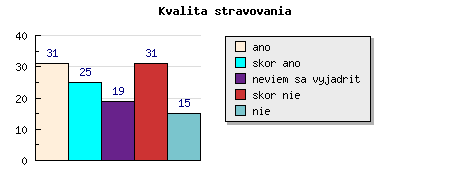 Kvalita stravovania
40
30
20
10
0
31
25
19
31
15
ano
skor ano
neviem sa vyjadrit
skor nie
nie